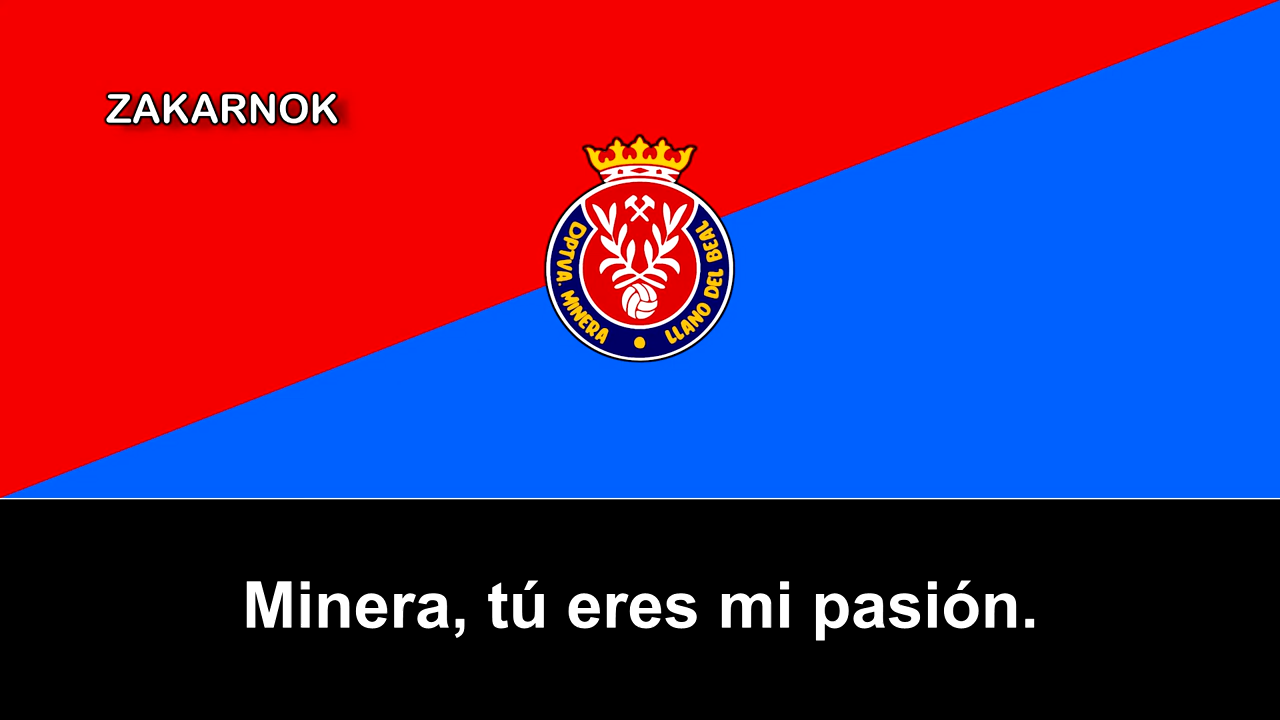 ZAKARNOK
DPTVA. MINERA
LLANO DEL BEAL
Minera, tú eres mi pasión.